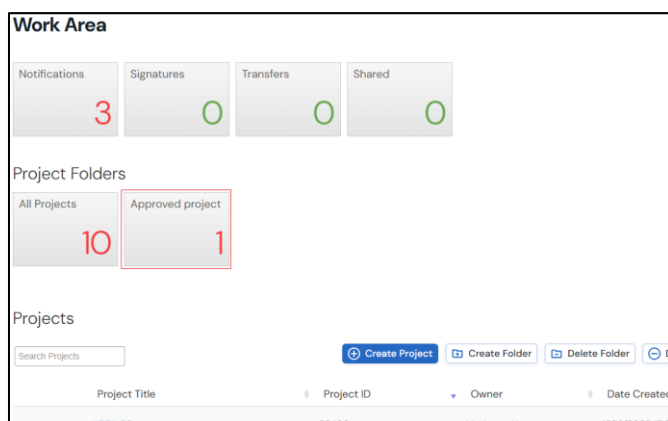 Work Area
Notifications Signatures Transfers Shared
3 0 0 0
Project Folders
All Projects Approved project
10 1
Projects
Search Projects Create Project Create Folder Delete Folder D
Project Title Project ID Owner Date Created